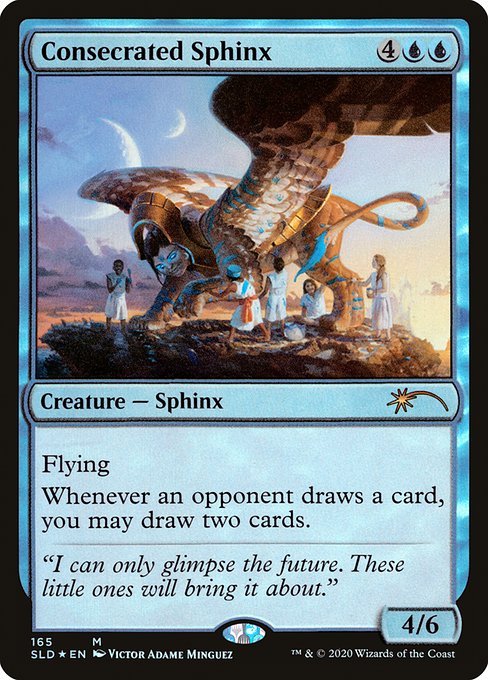 Consecrated Sphinx 4
Creature — Sphinx
Flying
Whenever an opponent draws a card,
you may draw two cards.
“I can only glimpse the future. These
little ones will bring it about.”
4/6
165 M
SLD ★ EN Victor Adame Minguez
™ & © 2020 Wizards of the Coast